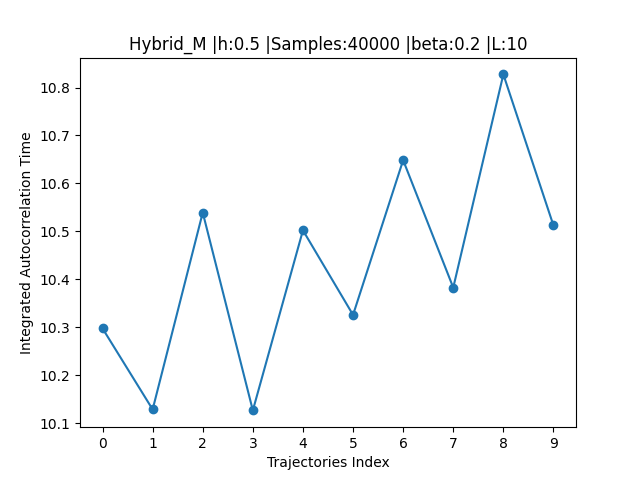 Hybrid_M |h:0.5 |Samples:40000 |beta:0.2 |L:10
Integrated Autocorrelation Time
10.8
10.7
10.6
10.5
10.4
10.3
10.2
10.1
0 1 2 3 4 5 6 7 8 9
Trajectories Index